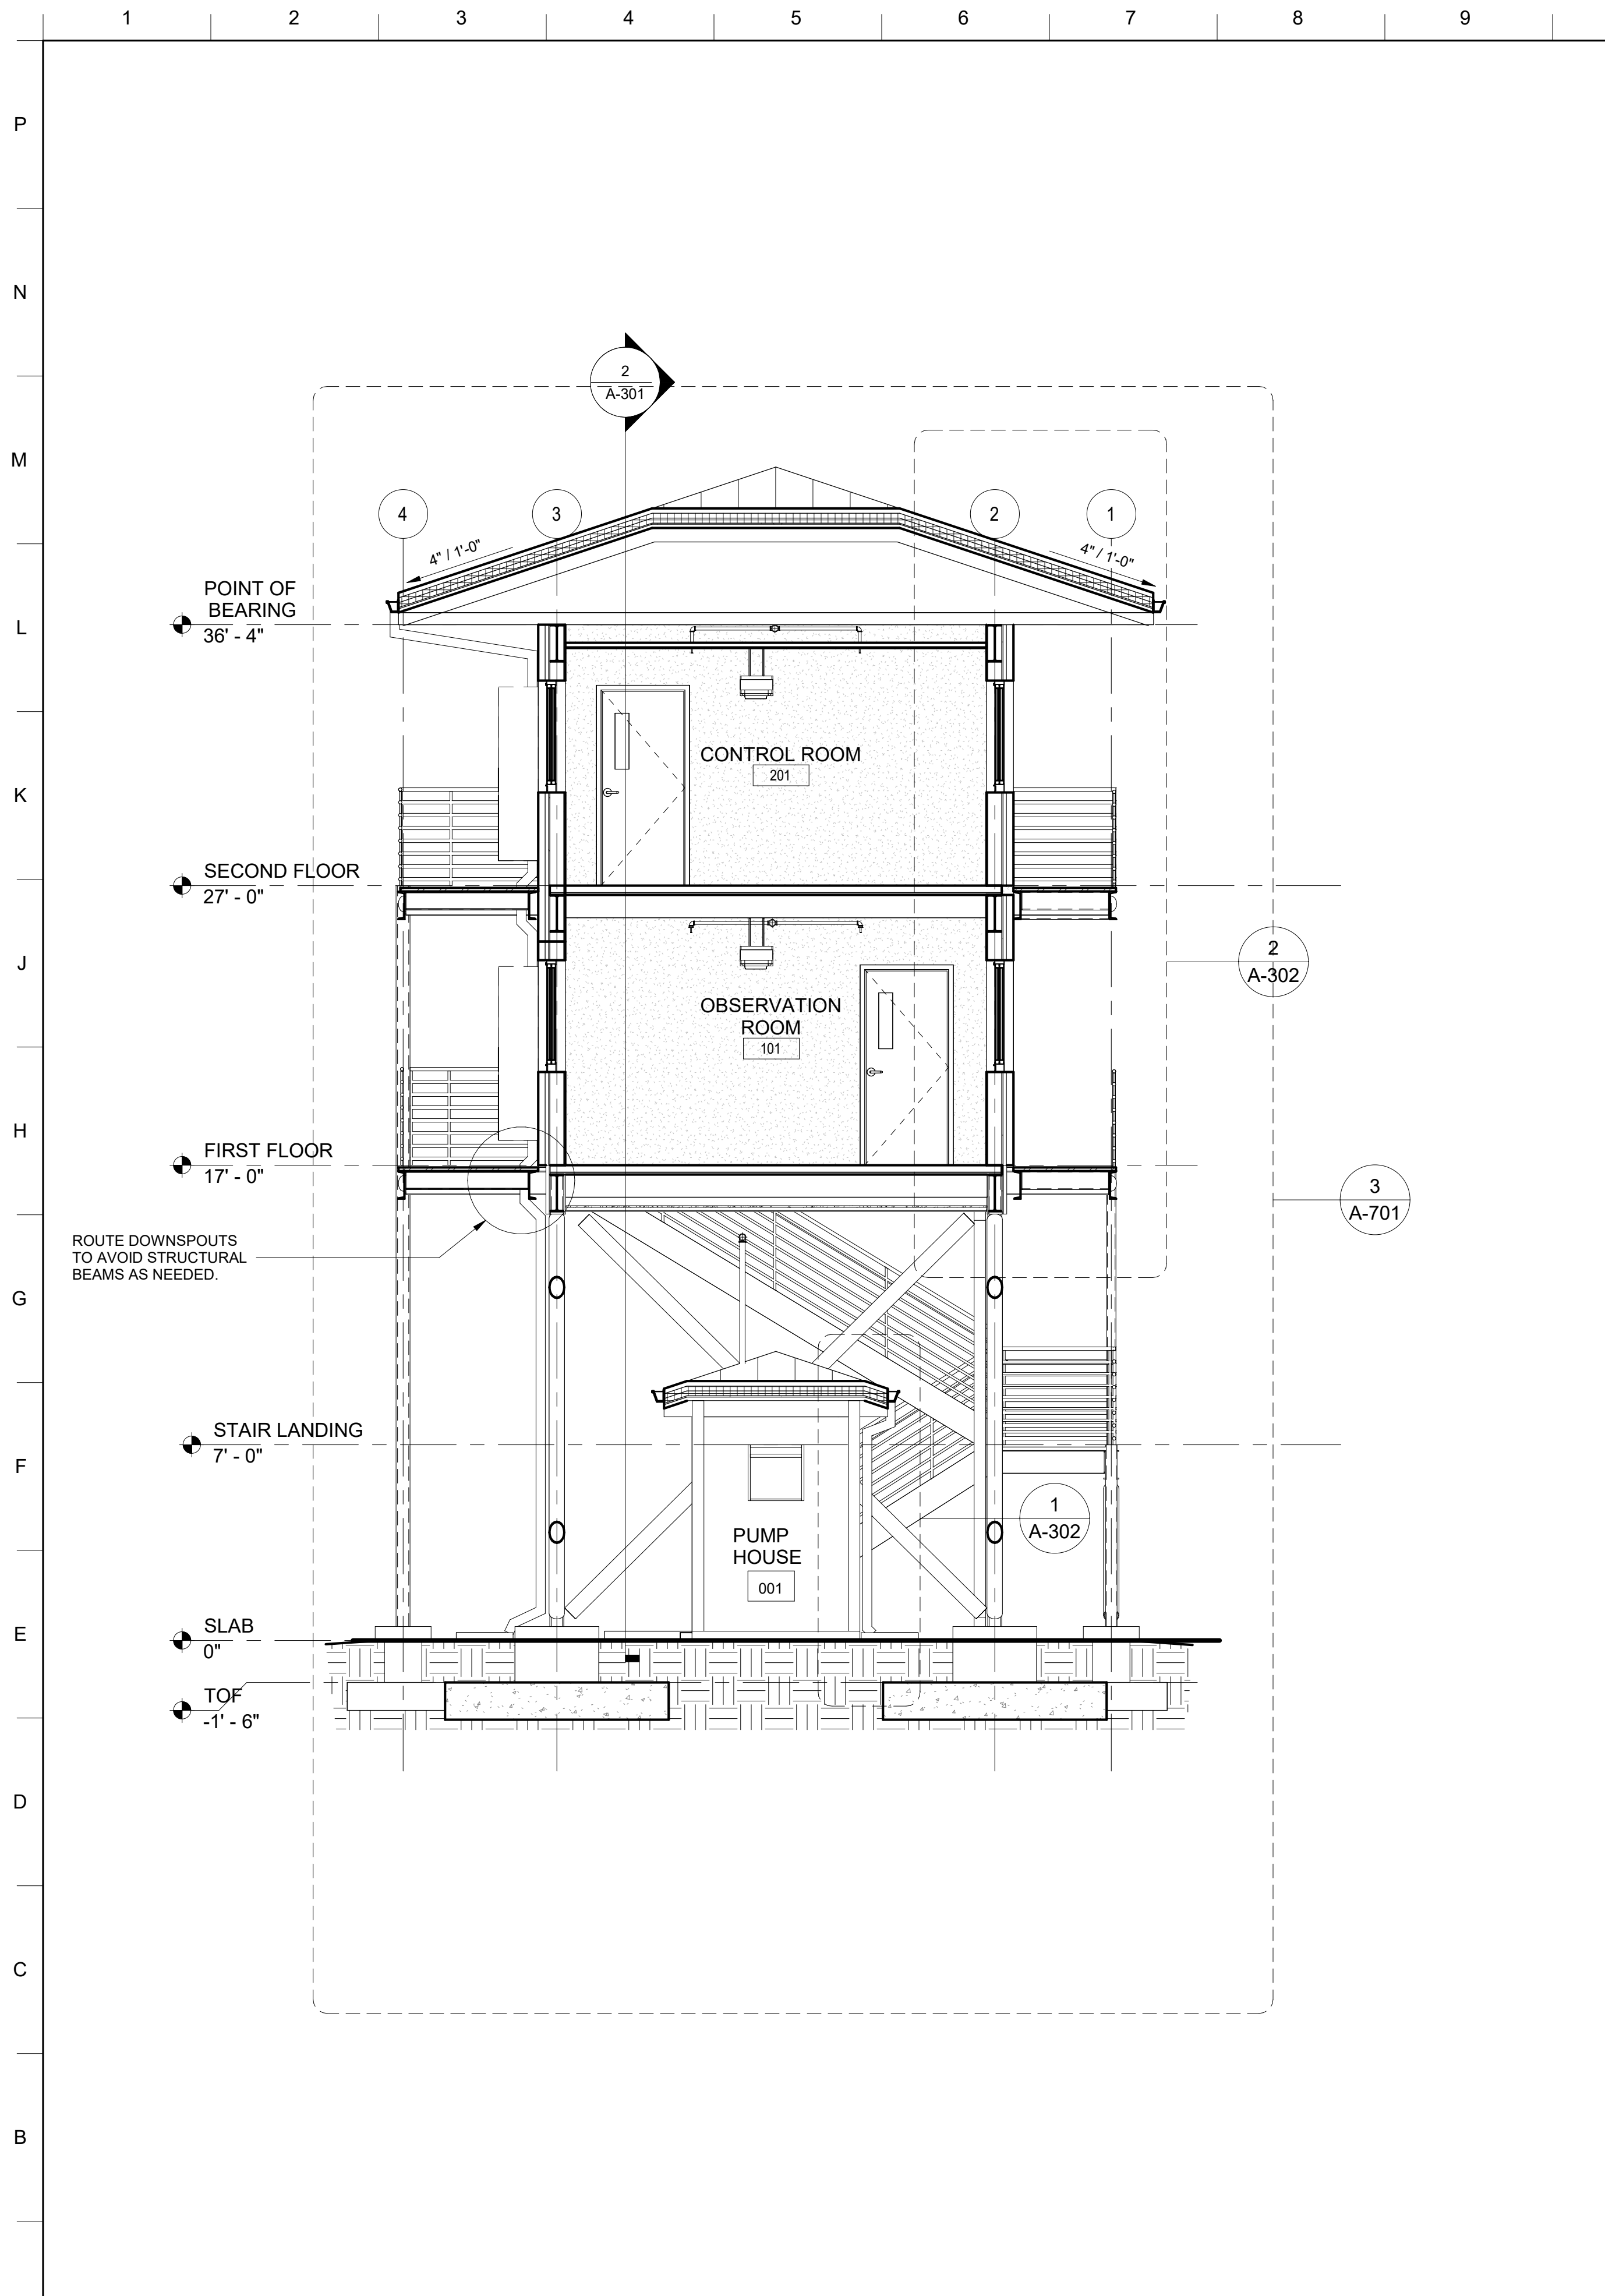 1 2 3 4 5 6 7 8 9
P
N
2
A-301
M
4 3 2 1
4" / 1'-0" 4" / 1'-0"
POINT OF
BEARING
L
36' - 4"
CONTROL ROOM
201
K
SECOND FLOOR
27' - 0"
2
A-302
J
OBSERVATION
ROOM
101
H
FIRST FLOOR
17' - 0"
3
A-701
ROUTE DOWNSPOUTS
TO AVOID STRUCTURAL
BEAMS AS NEEDED.
G
STAIR LANDING
7' - 0"
F
1
A-302
PUMP
HOUSE
001
SLAB
E
0"
TOF
-1' - 6"
D
C
B